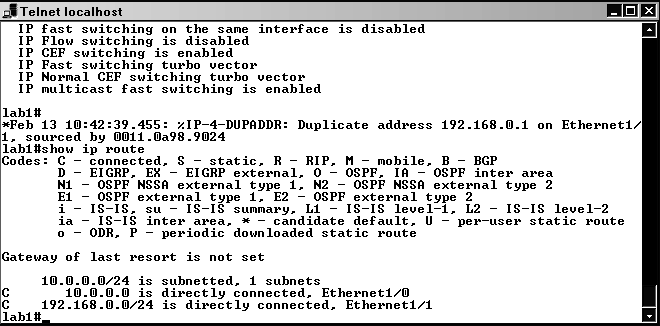 Telnet localhost
IP fast switching on the same interface is disabled
IP Flow switching is disabled
IP CEF switching is enabled
IP Fast switching turbo vector
IP Normal CEF switching turbo vector
IP multicast fast switching is enabled
lab1#
*Feb 13 10:42:39.455: %IP-4-DUPADDR: Duplicate address 192.168.0.1 on Ethernet1/
1, sourced by 0011.0a98.9024
lab1#show ip route
Codes: C - connected, S - static, R - RIP, M - mobile, B - BGP
D - EIGRP, EX - EIGRP external, O - OSPF, IA - OSPF inter area
N1 - OSPF NSSA external type 1, N2 - OSPF NSSA external type 2
E1 - OSPF external type 1, E2 - OSPF external type 2
i - IS-IS, su - IS-IS summary, L1 - IS-IS level-1, L2 - IS-IS level-2
ia - IS-IS inter area, * - candidate default, U - per-user static route
o - ODR, P - periodic downloaded static route
Gateway of last resort is not set
10.0.0.0/24 is subnetted, 1 subnets
C 10.0.0.0 is directly connected, Ethernet1/0
C 192.168.0.0/24 is directly connected, Ethernet1/1
lab1#_